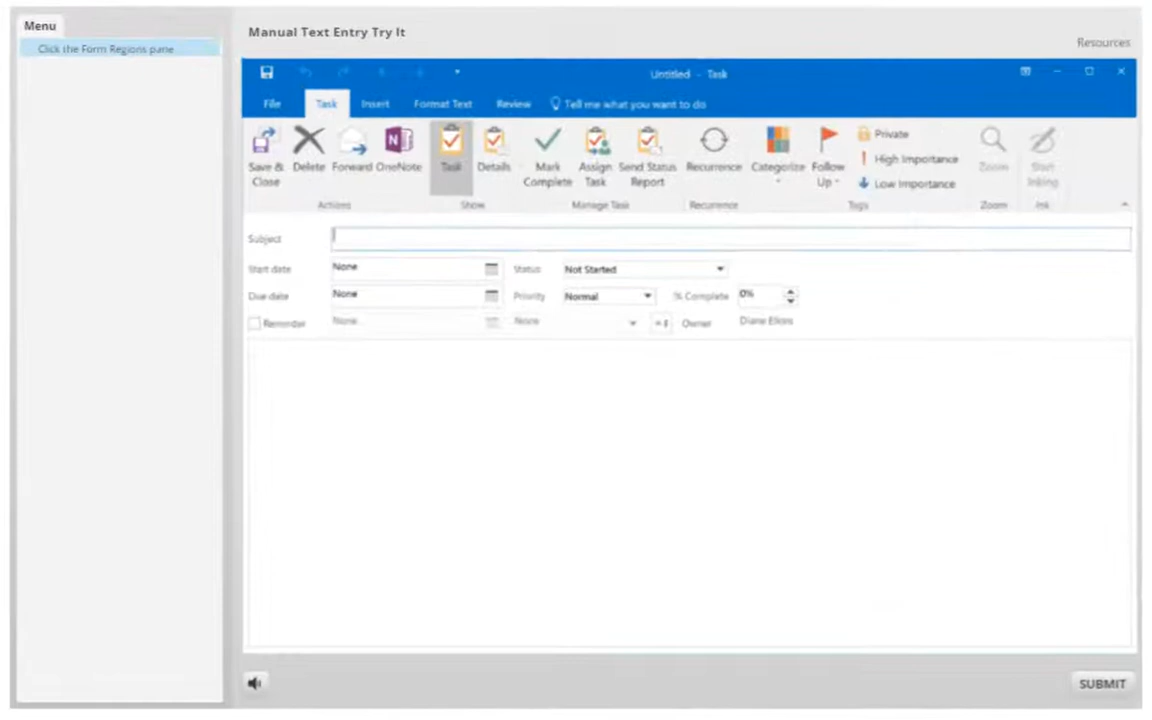 Menu
Click the Form Regions pane
Manual Text Entry Try It
Resources
Untitled - Task
File Task Insert Format Text Review Tell me what you want to do
Save & Close
Delete
Forward
OneNote
Task
Details
Mark Complete
Assign Task
Send Status Report
Recurrence
Categorize
Follow Up
Private
High Importance
Low Importance
Zoom
Start Inking
Actions Show Manage Task Recurrence Tags Zoom Ink
Subject
Start date None Status Not Started
Due date None Priority Normal % Complete 0%
Reminder None None Owner Diane Elkins
SUBMIT